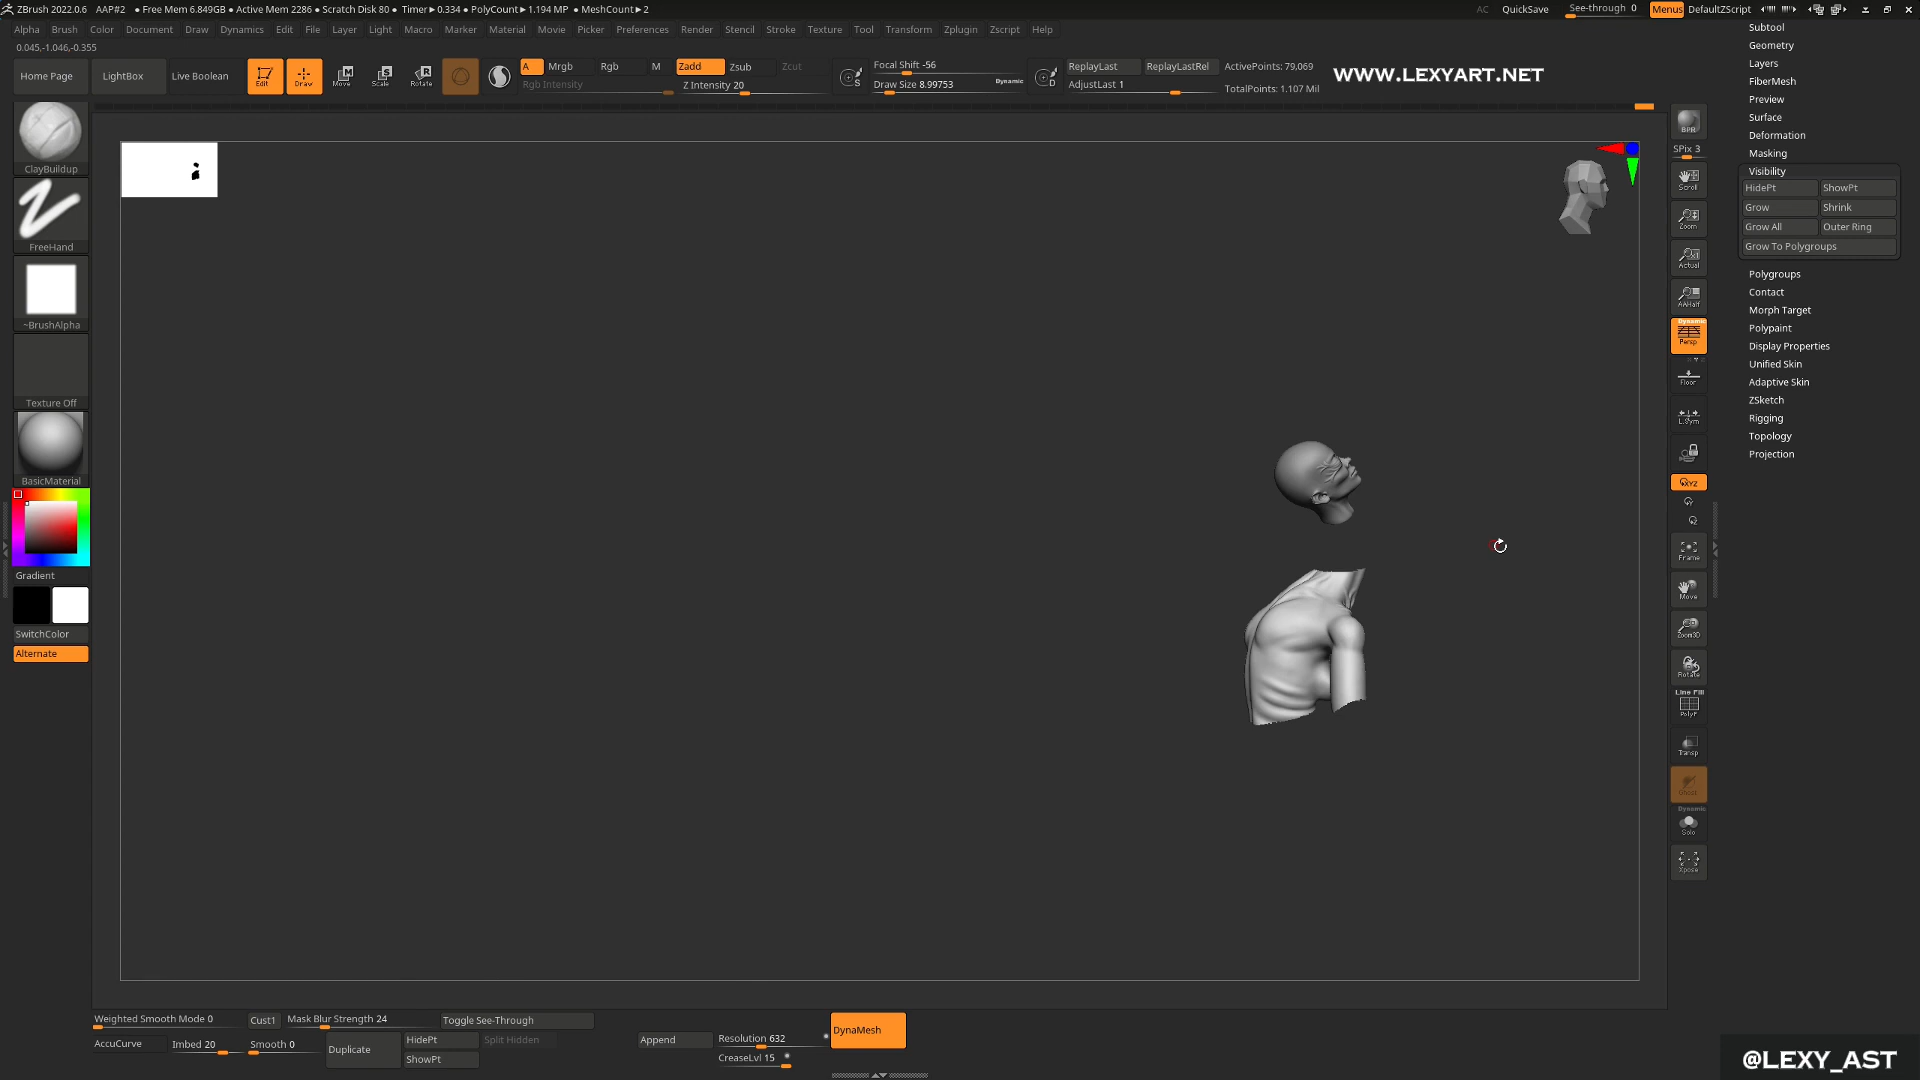 ZBrush 2022.0.6 AAP#2 ● Free Mem 6.849GB ● Active Mem 2286 ● Scratch Disk 80 ● Timer►0.334 ● PolyCount►1.194 MP ● MeshCount►2 AC QuickSave See-through 0 Menus DefaultZScript
Alpha Brush Color Document Draw Dynamics Edit File Layer Light Macro Marker Material Movie Picker Preferences Render Stencil Stroke Texture Tool Transform Zplugin Zscript Help
0.045,-1.046,-0.355
Home Page LightBox Live Boolean Edit Draw Move Scale Rotate
A Mrgb Rgb M Zadd Zsub Zcut
Rgb Intensity Z Intensity 20
Focal Shift -56
Draw Size 8.99753 Dynamic
ReplayLast ReplayLastRel ActivePoints: 79,069
AdjustLast 1 TotalPoints: 1.107 Mil
WWW.LEXYART.NET
ClayBuildup
FreeHand
~BrushAlpha
Texture Off
BasicMaterial
Gradient
SwitchColor
Alternate
BPR
SPix 3
Scroll
Zoom
Actual
AAHalf
Dynamic
Persp
Floor
L.Sym
XYZ
Frame
Move
Zoom3D
Rotate
Line Fill
PolyF
Transp
Ghost
Dynamic
Solo
Xpose
Subtool
Geometry
Layers
FiberMesh
Preview
Surface
Deformation
Masking
Visibility
HidePt ShowPt
Grow Shrink
Grow All Outer Ring
Grow To Polygroups
Polygroups
Contact
Morph Target
Polypaint
Display Properties
Unified Skin
Adaptive Skin
ZSketch
Rigging
Topology
Projection
Weighted Smooth Mode 0 Cust1 Mask Blur Strength 24 Toggle See-Through
AccuCurve Imbed 20 Smooth 0 Duplicate HidePt Split Hidden
ShowPt
Append Resolution 632 DynaMesh
CreaseLvl 15
@LEXY_AST